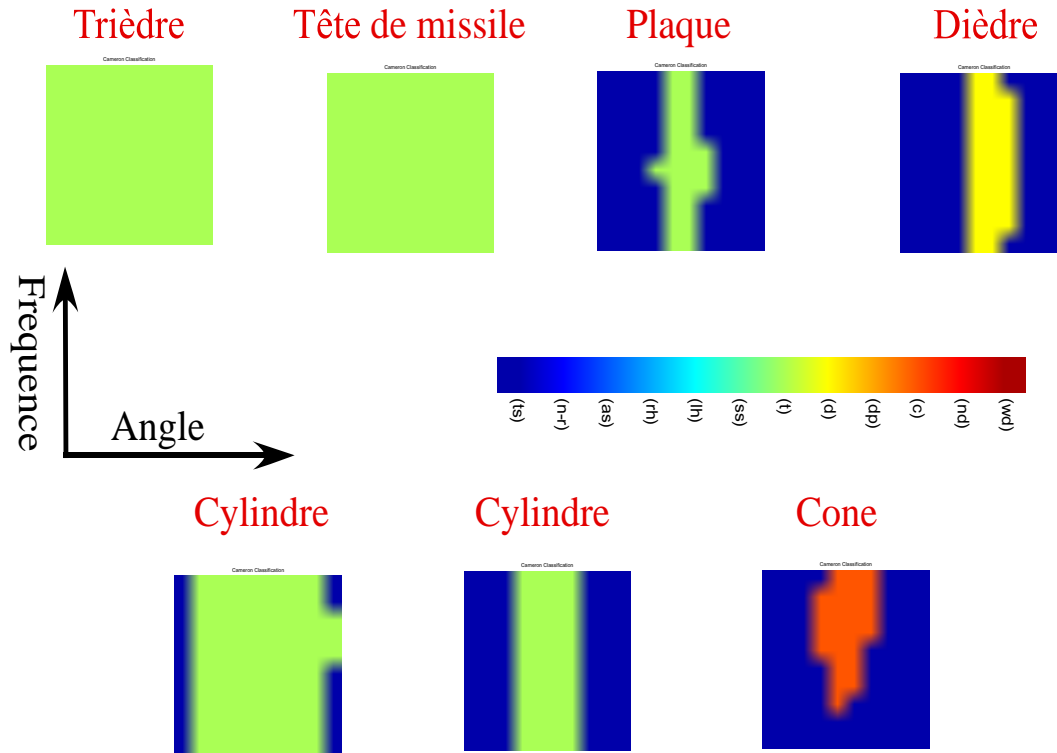 Trièdre
Tête de missile
Plaque
Dièdre
Cameron Classification
Cameron Classification
Cameron Classification
Cameron Classification
Frequence
Angle
(ts)
(n-r)
(as)
(rh)
(lh)
(ss)
(t)
(d)
(dp)
(c)
(nd)
(wd)
Cylindre
Cylindre
Cone
Cameron Classification
Cameron Classification
Cameron Classification